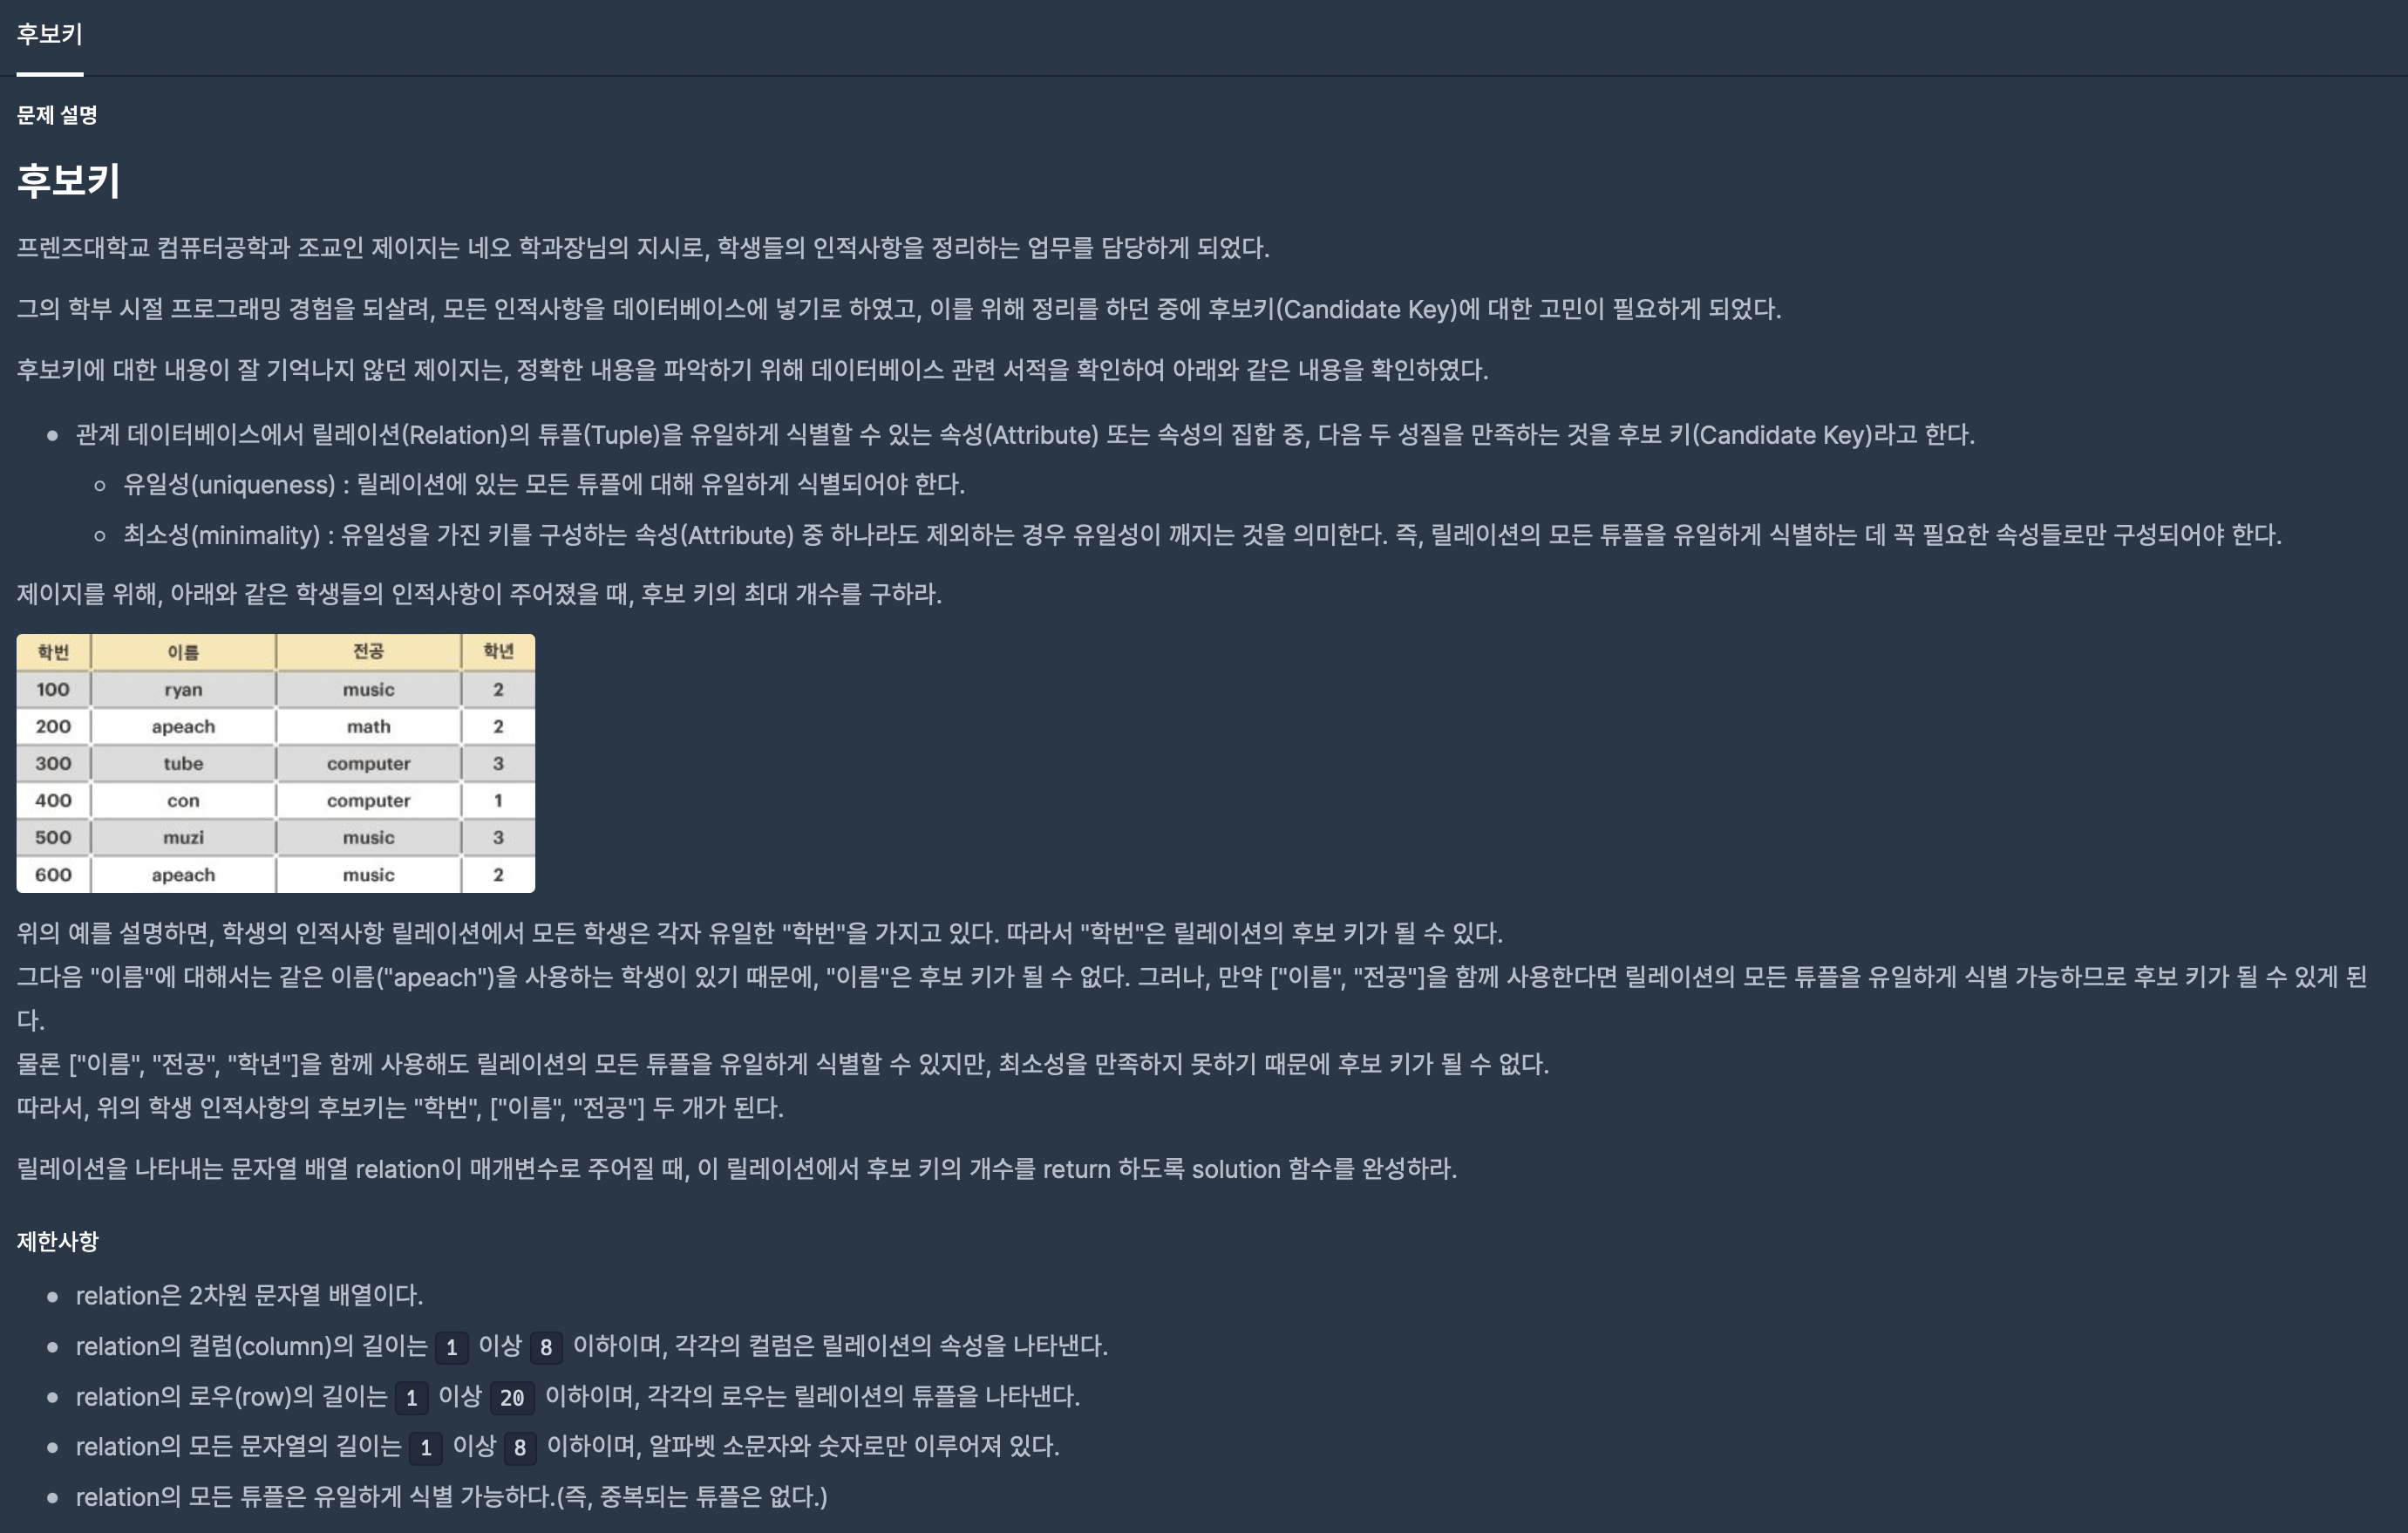 후보키
문제 설명
후보키
프렌즈대학교 컴퓨터공학과 조교인 제이지는 네오 학과장님의 지시로, 학생들의 인적사항을 정리하는 업무를 담당하게 되었다.
그의 학부 시절 프로그래밍 경험을 되살려, 모든 인적사항을 데이터베이스에 넣기로 하였고, 이를 위해 정리를 하던 중에 후보키(Candidate Key)에 대한 고민이 필요하게 되었다.
후보키에 대한 내용이 잘 기억나지 않던 제이지는, 정확한 내용을 파악하기 위해 데이터베이스 관련 서적을 확인하여 아래와 같은 내용을 확인하였다.
● 관계 데이터베이스에서 릴레이션(Relation)의 튜플(Tuple)을 유일하게 식별할 수 있는 속성(Attribute) 또는 속성의 집합 중, 다음 두 성질을 만족하는 것을 후보 키(Candidate Key)라고 한다.
○ 유일성(uniqueness) : 릴레이션에 있는 모든 튜플에 대해 유일하게 식별되어야 한다.
○ 최소성(minimality) : 유일성을 가진 키를 구성하는 속성(Attribute) 중 하나라도 제외하는 경우 유일성이 깨지는 것을 의미한다. 즉, 릴레이션의 모든 튜플을 유일하게 식별하는 데 꼭 필요한 속성들로만 구성되어야 한다.
제이지를 위해, 아래와 같은 학생들의 인적사항이 주어졌을 때, 후보 키의 최대 개수를 구하라.
학번 이름 전공 학년
100 ryan music 2
200 apeach math 2
300 tube computer 3
400 con computer 1
500 muzi music 3
600 apeach music 2
위의 예를 설명하면, 학생의 인적사항 릴레이션에서 모든 학생은 각자 유일한 "학번"을 가지고 있다. 따라서 "학번"은 릴레이션의 후보 키가 될 수 있다.
그다음 "이름"에 대해서는 같은 이름("apeach")을 사용하는 학생이 있기 때문에, "이름"은 후보 키가 될 수 없다. 그러나, 만약 ["이름", "전공"]을 함께 사용한다면 릴레이션의 모든 튜플을 유일하게 식별 가능하므로 후보 키가 될 수 있게 된
다.
물론 ["이름", "전공", "학년"]을 함께 사용해도 릴레이션의 모든 튜플을 유일하게 식별할 수 있지만, 최소성을 만족하지 못하기 때문에 후보 키가 될 수 없다.
따라서, 위의 학생 인적사항의 후보키는 "학번", ["이름", "전공"] 두 개가 된다.
릴레이션을 나타내는 문자열 배열 relation이 매개변수로 주어질 때, 이 릴레이션에서 후보 키의 개수를 return 하도록 solution 함수를 완성하라.
제한사항
● relation은 2차원 문자열 배열이다.
● relation의 컬럼(column)의 길이는 1 이상 8 이하이며, 각각의 컬럼은 릴레이션의 속성을 나타낸다.
● relation의 로우(row)의 길이는 1 이상 20 이하이며, 각각의 로우는 릴레이션의 튜플을 나타낸다.
● relation의 모든 문자열의 길이는 1 이상 8 이하이며, 알파벳 소문자와 숫자로만 이루어져 있다.
● relation의 모든 튜플은 유일하게 식별 가능하다.(즉, 중복되는 튜플은 없다.)